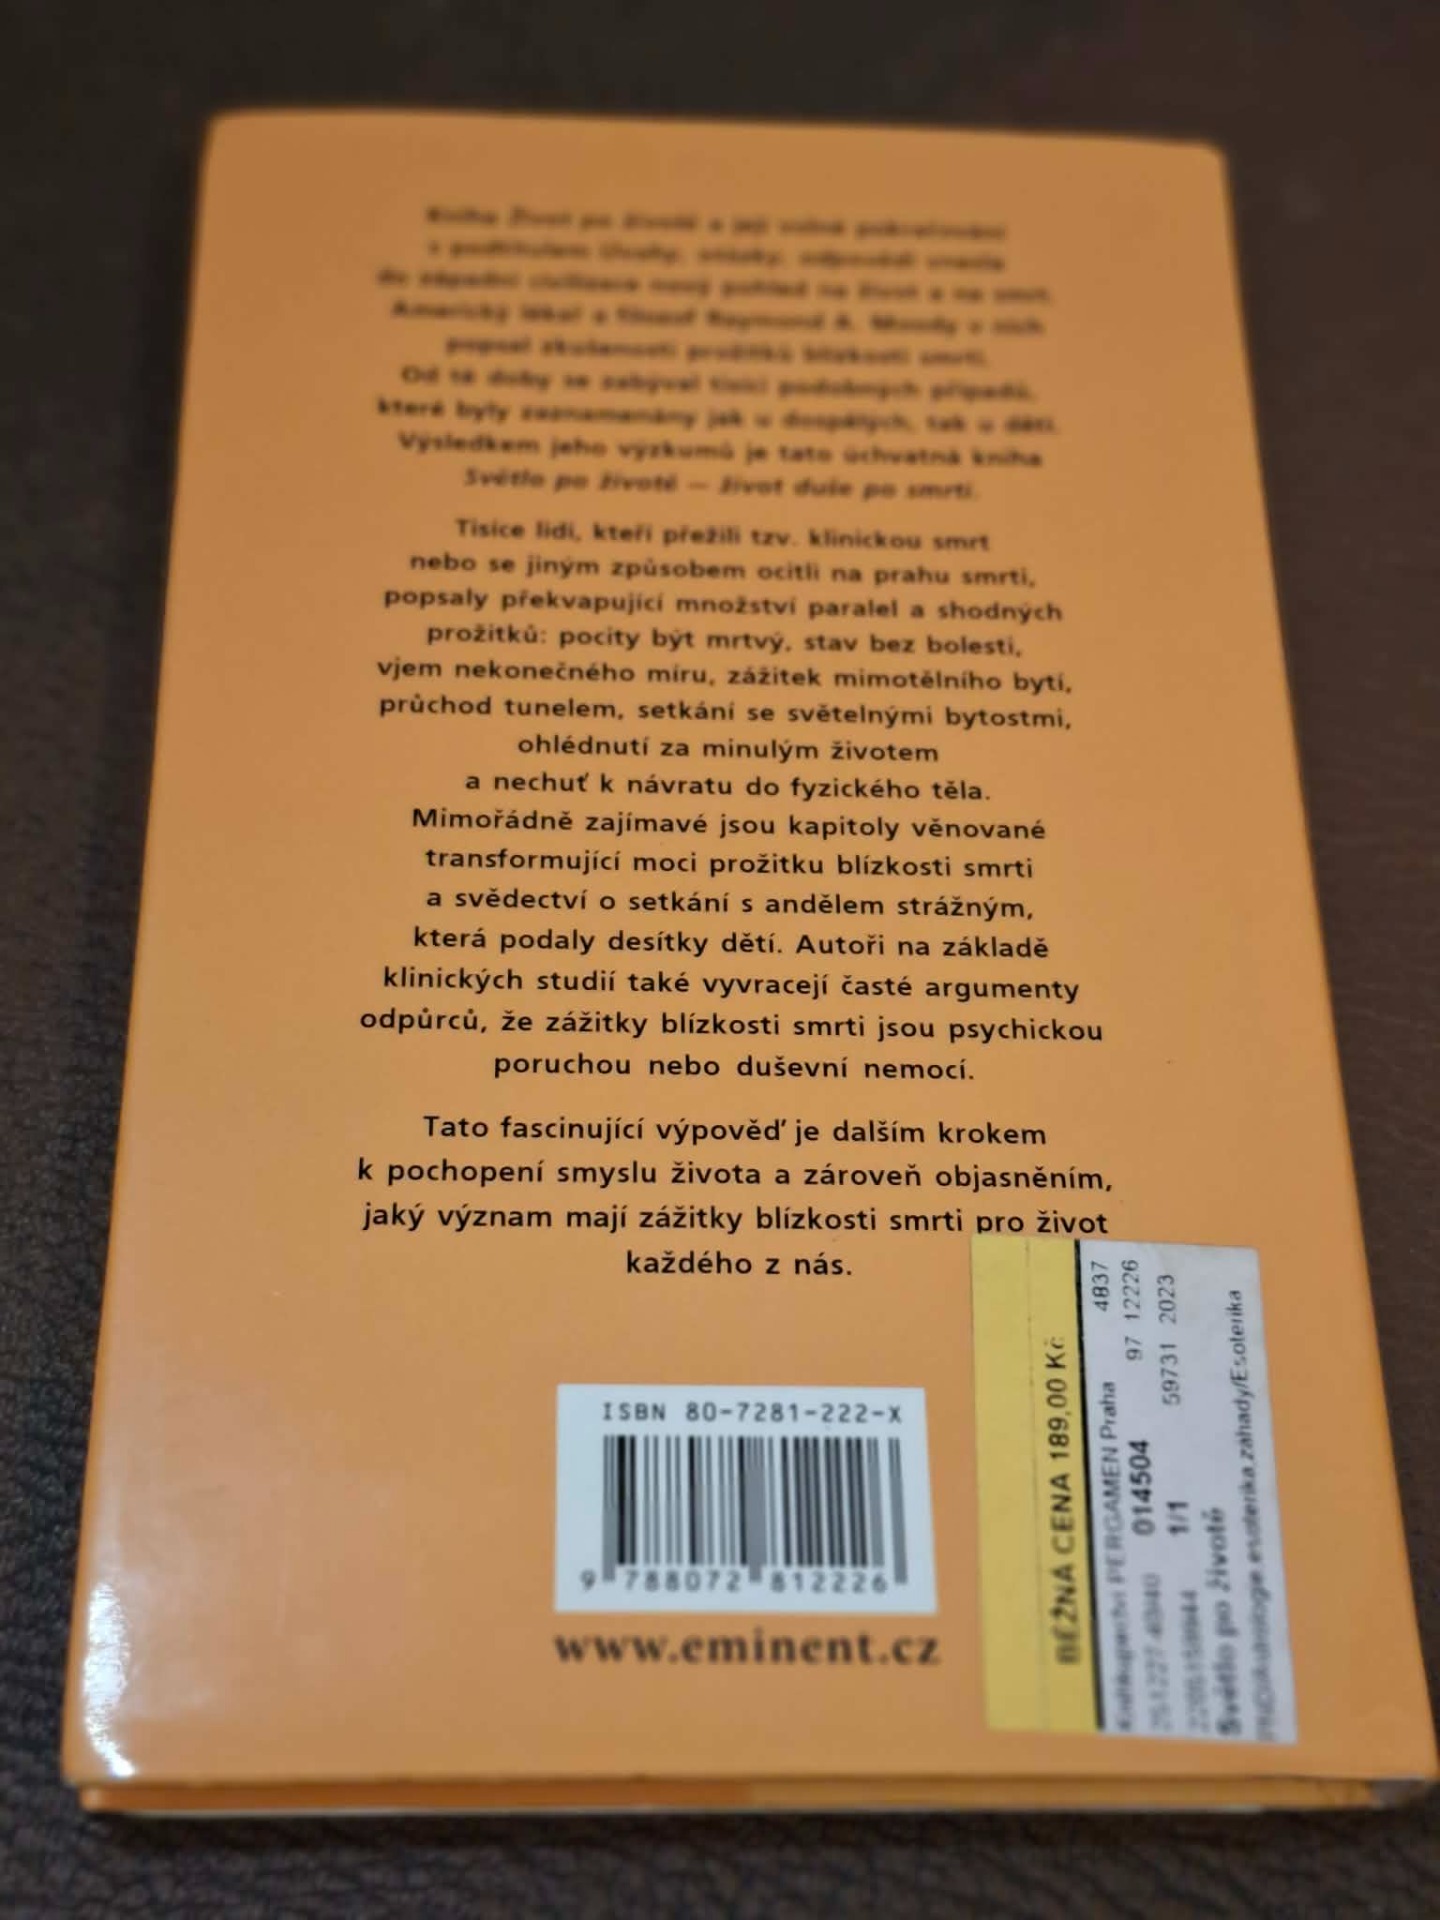 Kniha Život po životě a její volné pokračování
s podtitulem Úvahy, otázky, odpovědi vnesla
do západní civilizace nový pohled na život a na smrt.
Americký lékař a filozof Raymond A. Moody v nich
popsal zkušenosti prožitků blízkosti smrti.
Od té doby se zabýval tisíci podobných případů,
které byly zaznamenány jak u dospělých, tak u dětí.
Výsledkem jeho výzkumů je tato úchvatná kniha
Světlo po životě — život duše po smrti.
Tisíce lidí, kteří přežili tzv. klinickou smrt
nebo se jiným způsobem ocitli na prahu smrti,
popsaly překvapující množství paralel a shodných
prožitků: pocity být mrtvý, stav bez bolesti,
vjem nekonečného míru, zážitek mimotělního bytí,
průchod tunelem, setkání se světelnými bytostmi,
ohlédnutí za minulým životem
a nechuť k návratu do fyzického těla.
Mimořádně zajímavé jsou kapitoly věnované
transformující moci prožitku blízkosti smrti
a svědectví o setkání s andělem strážným,
která podaly desítky dětí. Autoři na základě
klinických studií také vyvracejí časté argumenty
odpůrců, že zážitky blízkosti smrti jsou psychickou
poruchou nebo duševní nemocí.
Tato fascinující výpověď je dalším krokem
k pochopení smyslu života a zároveň objasněním,
jaký význam mají zážitky blízkosti smrti pro život
každého z nás.
ISBN 80-7281-222-X
9 788072 812226
www.eminent.cz
BĚŽNÁ CENA 189,00 Kč
Knihkupectví PERGAMEN Praha 4837
014504 97 12226
1/1 59731 2023
Světlo po životě
esoterika,záhady/Esoterika